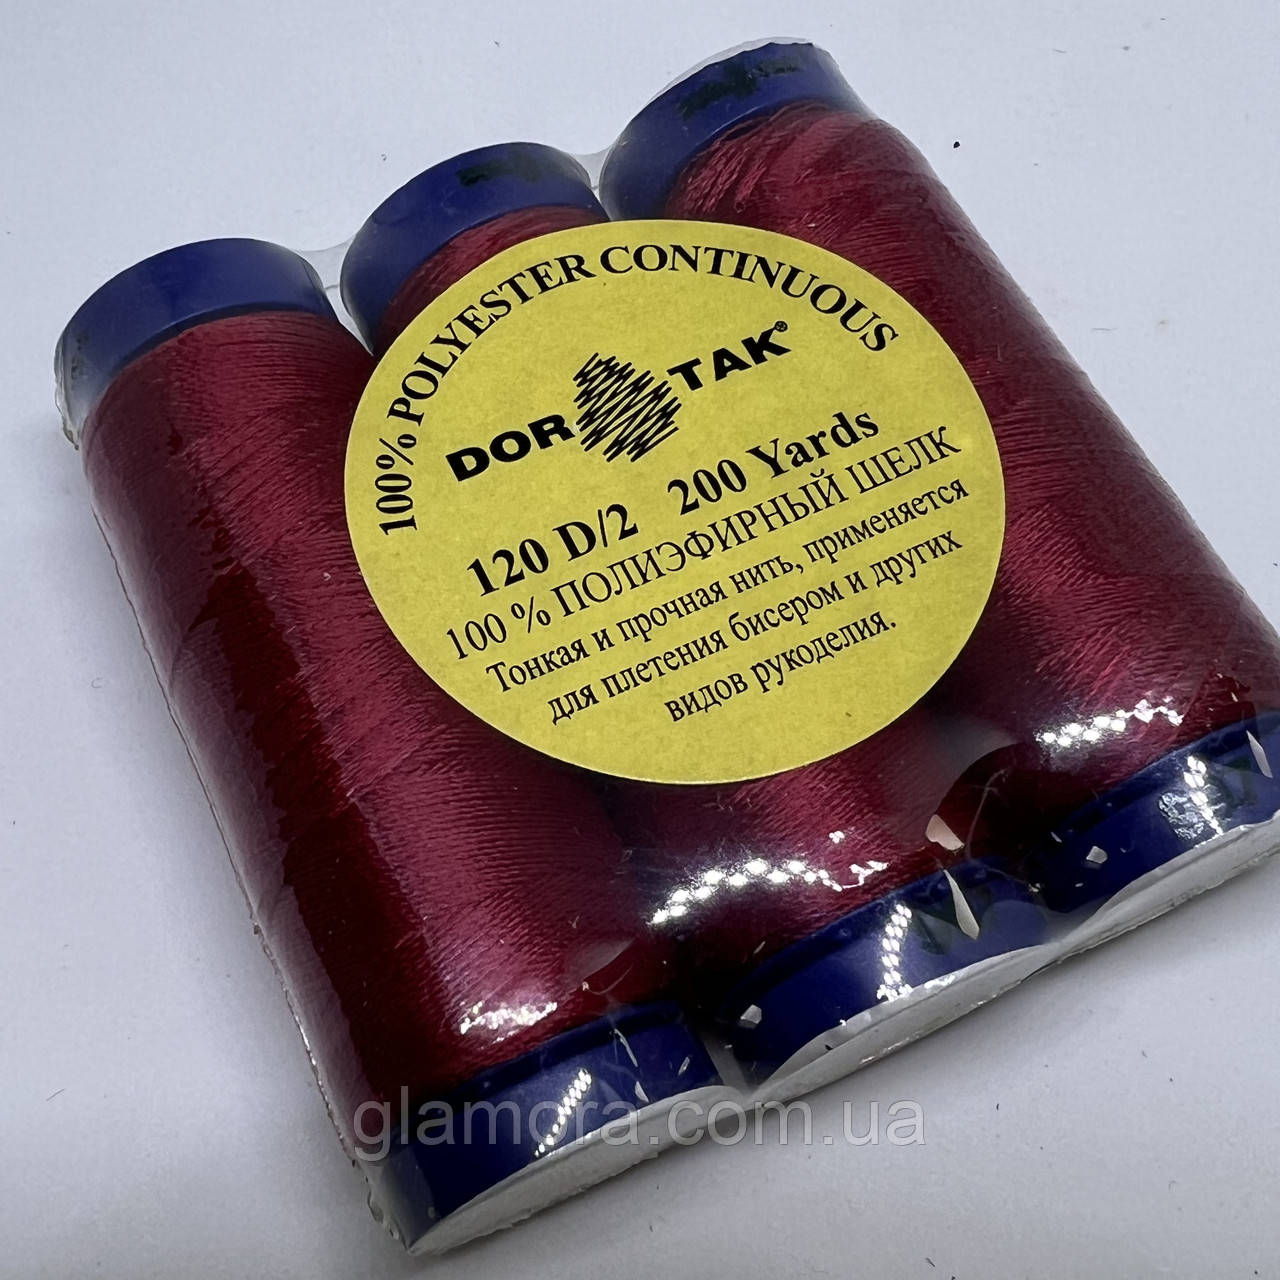 100% POLYESTER CONTINUOUS
DOR TAK®
120 D/2 200 Yards
100 % ПОЛИЭФИРНЫЙ ШЕЛК
Тонкая и прочная нить, применяется
для плетения бисером и других
видов рукоделия.
glamora.com.ua